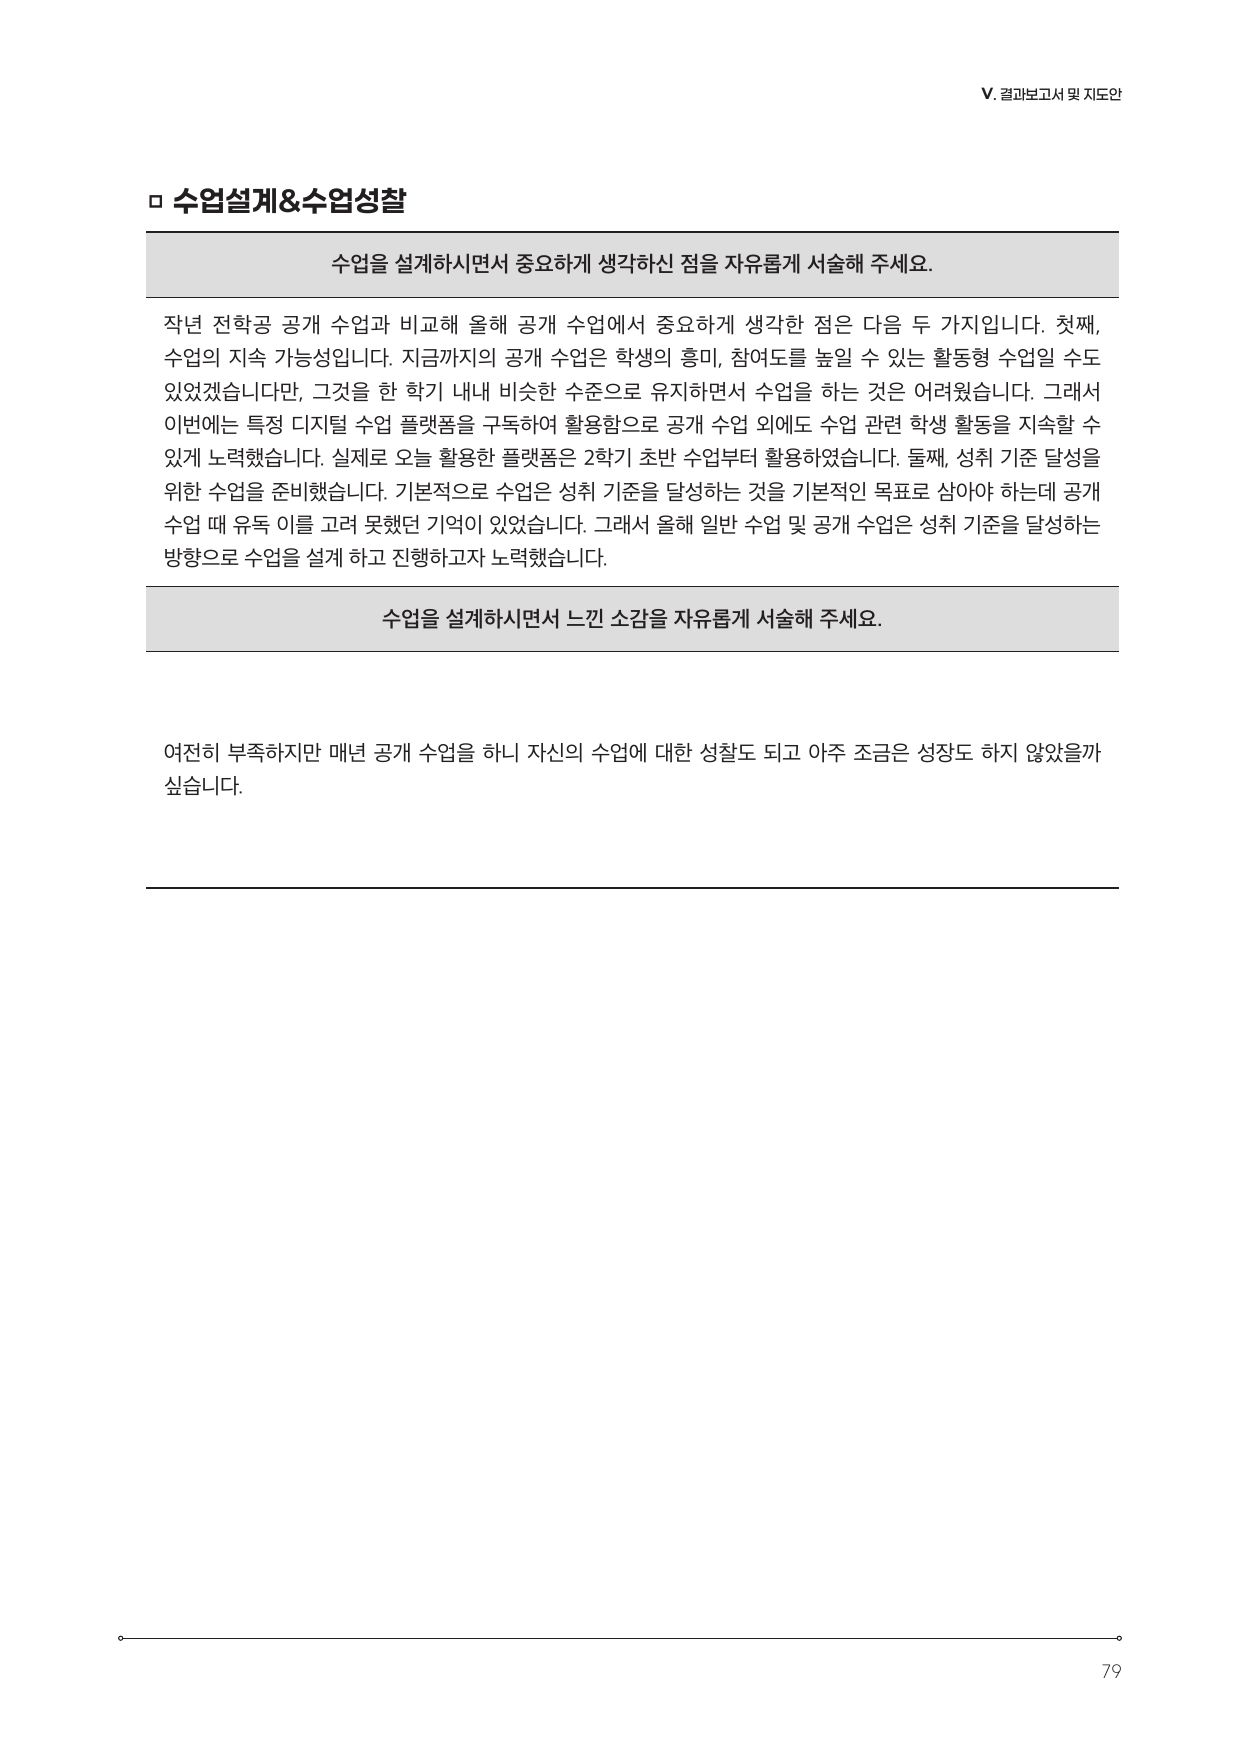 V. 결과보고서 및 지도안
ㅁ 수업설계&수업성찰
수업을 설계하시면서 중요하게 생각하신 점을 자유롭게 서술해 주세요.
작년 전학공 공개 수업과 비교해 올해 공개 수업에서 중요하게 생각한 점은 다음 두 가지입니다. 첫째,
수업의 지속 가능성입니다. 지금까지의 공개 수업은 학생의 흥미, 참여도를 높일 수 있는 활동형 수업일 수도
있었겠습니다만, 그것을 한 학기 내내 비슷한 수준으로 유지하면서 수업을 하는 것은 어려웠습니다. 그래서
이번에는 특정 디지털 수업 플랫폼을 구독하여 활용함으로 공개 수업 외에도 수업 관련 학생 활동을 지속할 수
있게 노력했습니다. 실제로 오늘 활용한 플랫폼은 2학기 초반 수업부터 활용하였습니다. 둘째, 성취 기준 달성을
위한 수업을 준비했습니다. 기본적으로 수업은 성취 기준을 달성하는 것을 기본적인 목표로 삼아야 하는데 공개
수업 때 유독 이를 고려 못했던 기억이 있었습니다. 그래서 올해 일반 수업 및 공개 수업은 성취 기준을 달성하는
방향으로 수업을 설계 하고 진행하고자 노력했습니다.
수업을 설계하시면서 느낀 소감을 자유롭게 서술해 주세요.
여전히 부족하지만 매년 공개 수업을 하니 자신의 수업에 대한 성찰도 되고 아주 조금은 성장도 하지 않았을까
싶습니다.
79